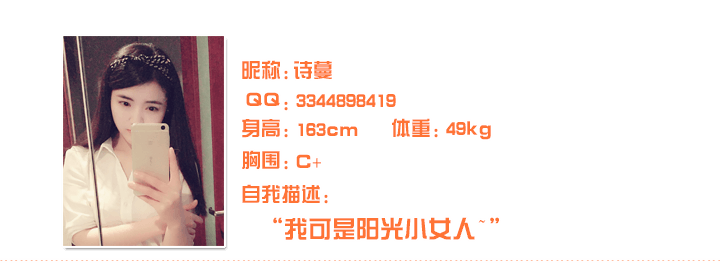 昵称：诗蔓
QQ：3344898419
身高：163cm 体重：49kg
胸围：C+
自我描述：
“我可是阳光小女人~”